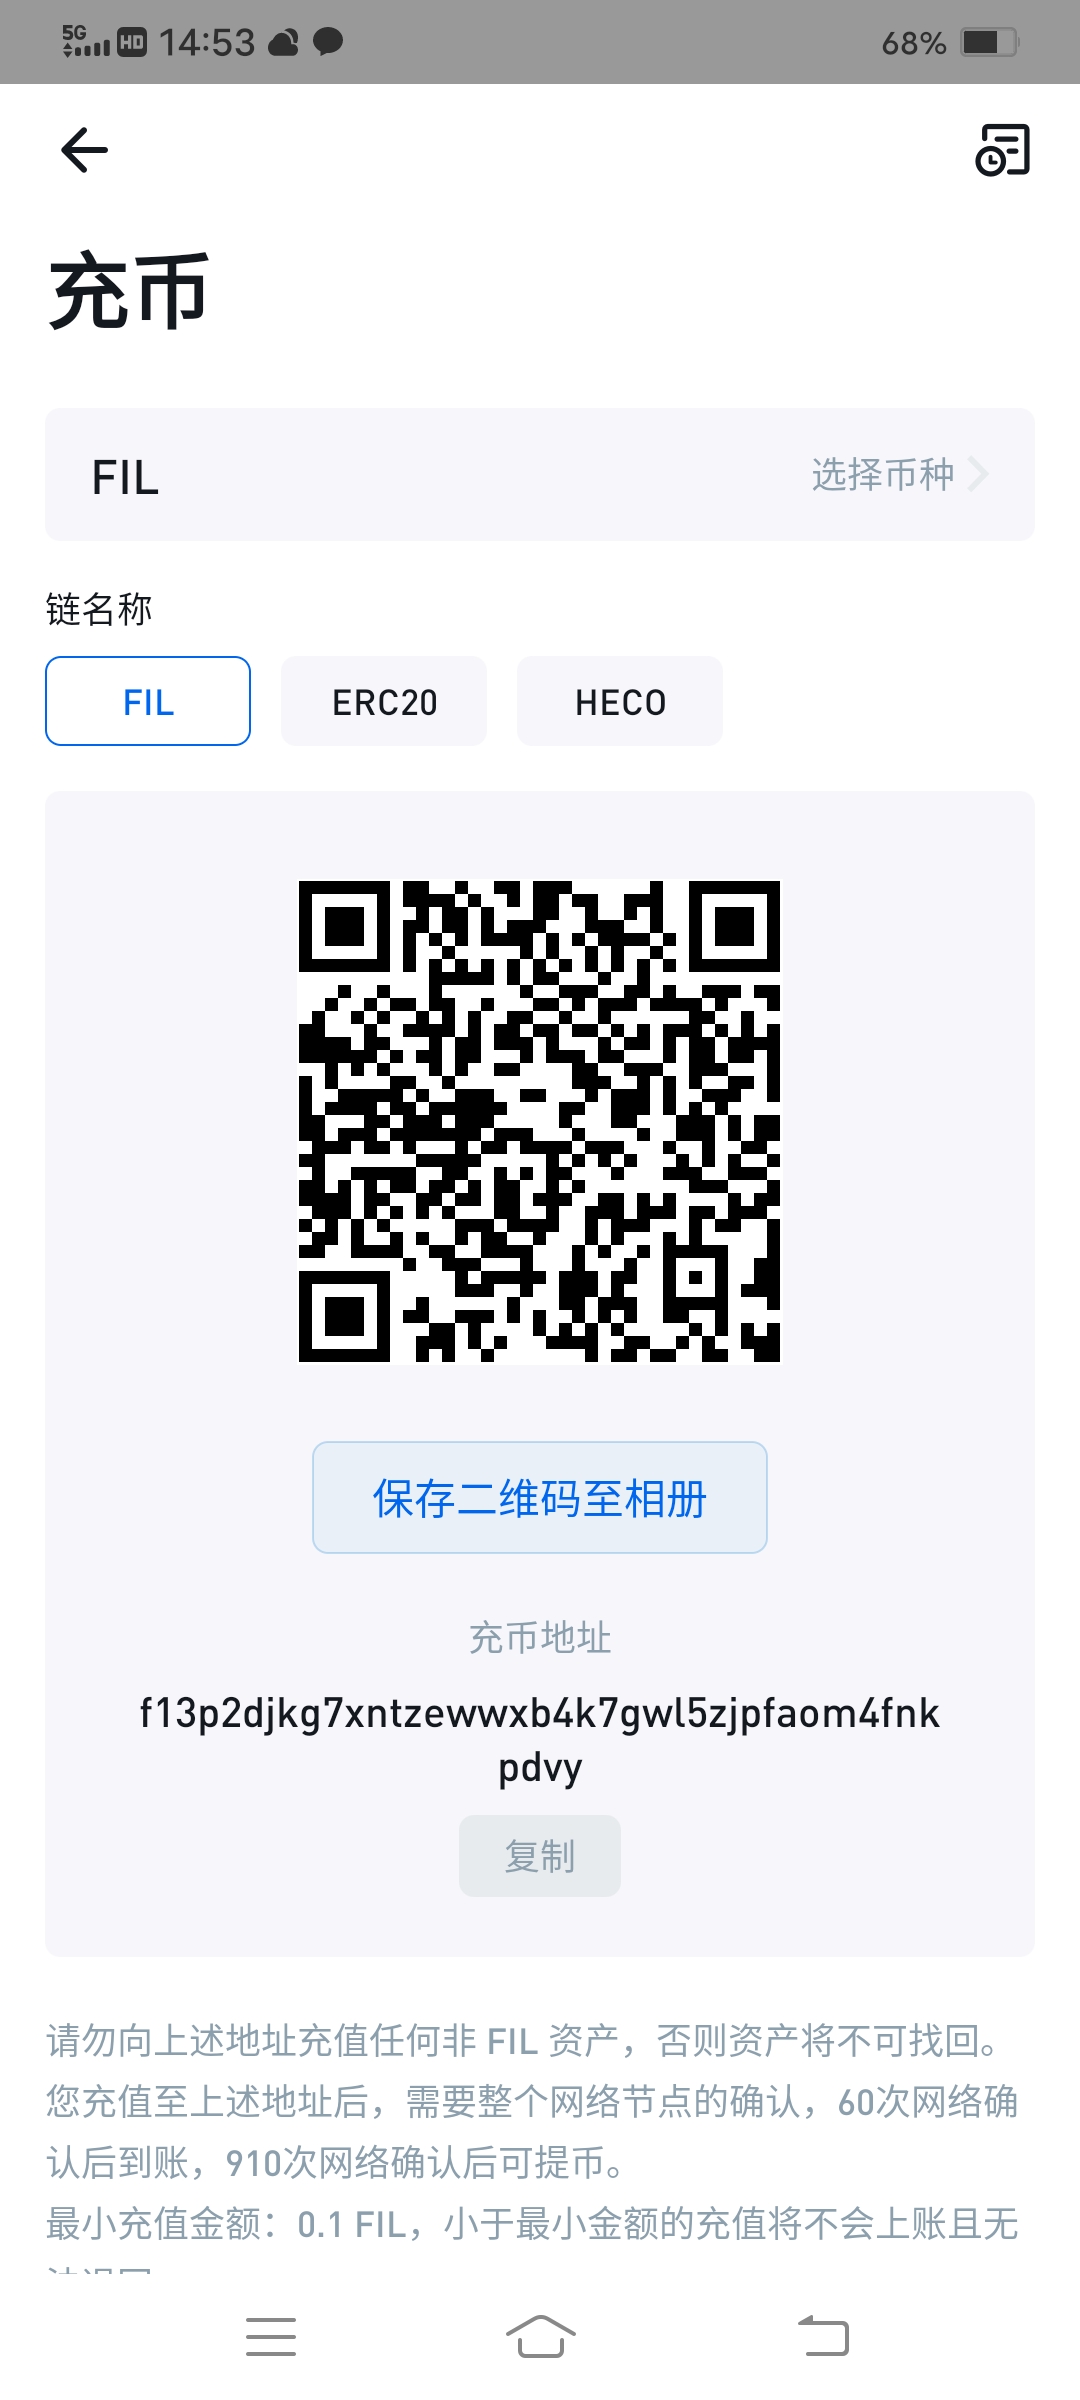 5G HD 14:53 68%
充币
FIL 选择币种
链名称
FIL ERC20 HECO
保存二维码至相册
充币地址
f13p2djkg7xntzewwxb4k7gwl5zjpfaom4fnk
pdvy
复制
请勿向上述地址充值任何非 FIL 资产，否则资产将不可找回。
您充值至上述地址后，需要整个网络节点的确认，60次网络确
认后到账，910次网络确认后可提币。
最小充值金额：0.1 FIL，小于最小金额的充值将不会上账且无